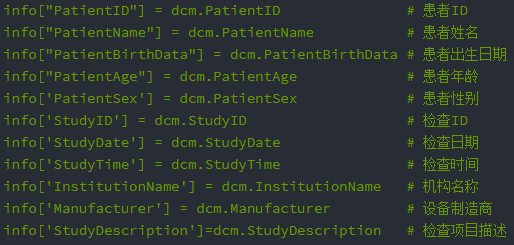 info["PatientID"] = dcm.PatientID # 患者ID
info["PatientName"] = dcm.PatientName # 患者姓名
info["PatientBirthData"] = dcm.PatientBirthData # 患者出生日期
info["PatientAge"] = dcm.PatientAge # 患者年龄
info['PatientSex'] = dcm.PatientSex # 患者性别
info['StudyID'] = dcm.StudyID # 检查ID
info['StudyDate'] = dcm.StudyDate # 检查日期
info['StudyTime'] = dcm.StudyTime # 检查时间
info['InstitutionName'] = dcm.InstitutionName # 机构名称
info['Manufacturer'] = dcm.Manufacturer # 设备制造商
info['StudyDescription']=dcm.StudyDescription # 检查项目描述